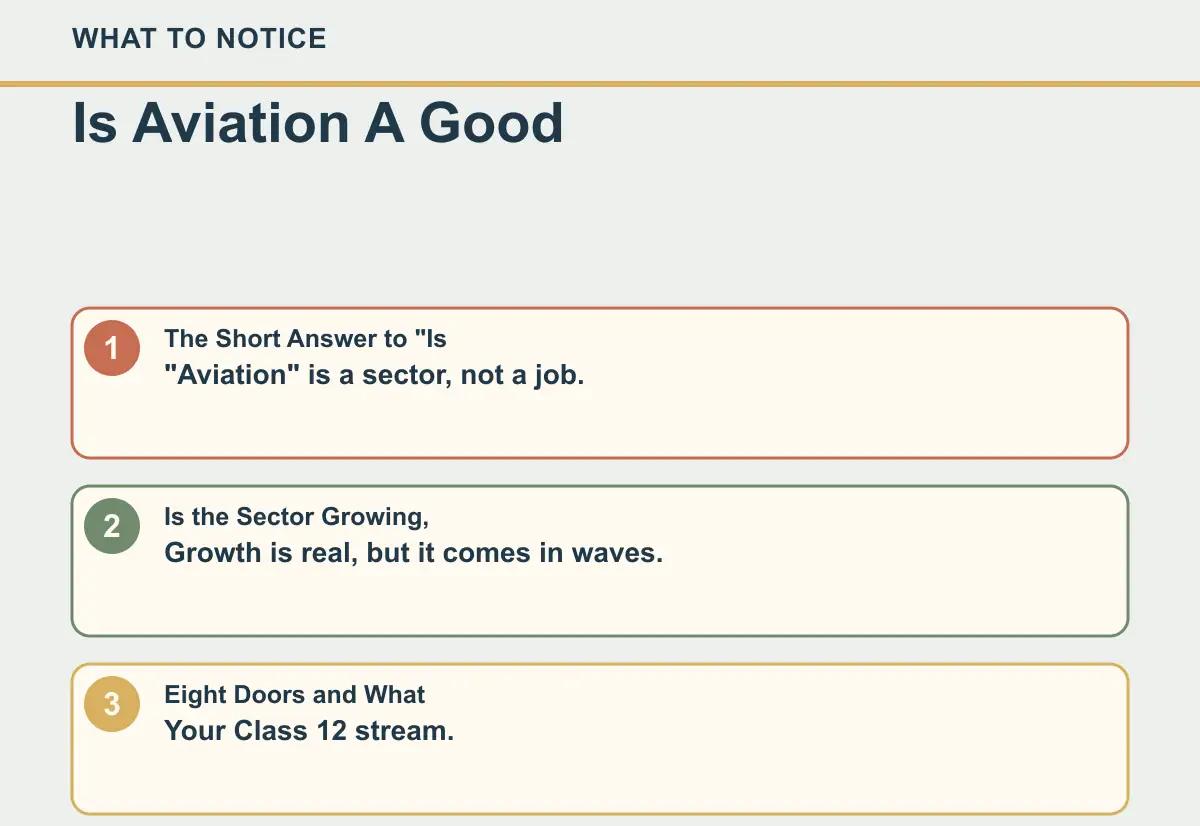 WHAT TO NOTICE
Is Aviation A Good
1
The Short Answer to "Is
"Aviation" is a sector, not a job.
2
Is the Sector Growing,
Growth is real, but it comes in waves.
3
Eight Doors and What
Your Class 12 stream.